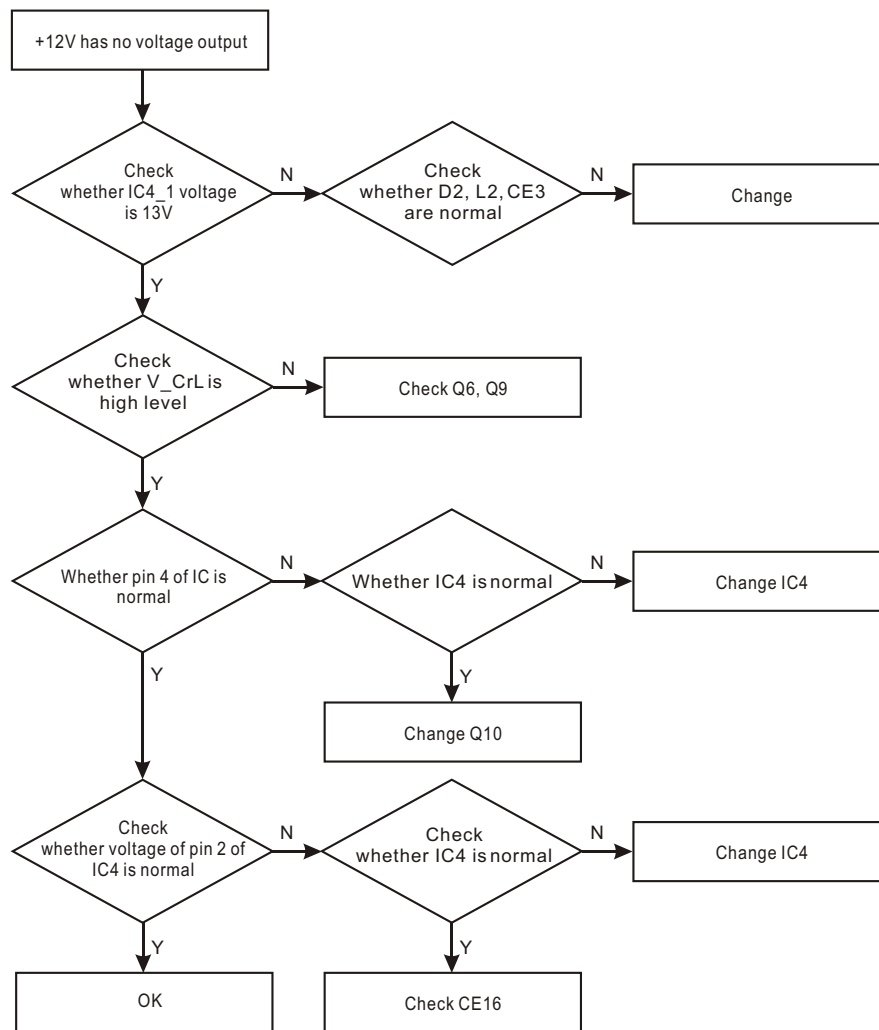 +12V has no voltage output
Check
whether IC4_1 voltage
is 13V
N
Check
whether D2, L2, CE3
are normal
N
Change
Y
Check
whether V_CrL is
high level
N
Check Q6, Q9
Y
Whether pin 4 of IC is
normal
N
Whether IC4 is normal
N
Change IC4
Y
Y
Change Q10
Check
whether voltage of pin 2 of
IC4 is normal
N
Check
whether IC4 is normal
N
Change IC4
Y
Y
OK
Check CE16